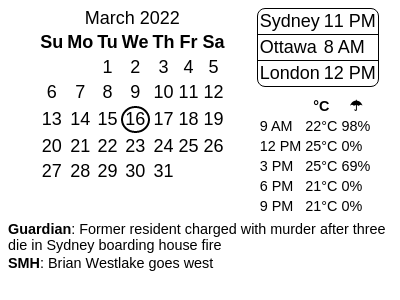 March 2022
Su Mo Tu We Th Fr Sa
1 2 3 4 5
6 7 8 9 10 11 12
13 14 15 16 17 18 19
20 21 22 23 24 25 26
27 28 29 30 31
Sydney 11 PM
Ottawa 8 AM
London 12 PM
°C ☂
9 AM 22°C 98%
12 PM 25°C 0%
3 PM 25°C 69%
6 PM 21°C 0%
9 PM 21°C 0%
Guardian: Former resident charged with murder after three
die in Sydney boarding house fire
SMH: Brian Westlake goes west